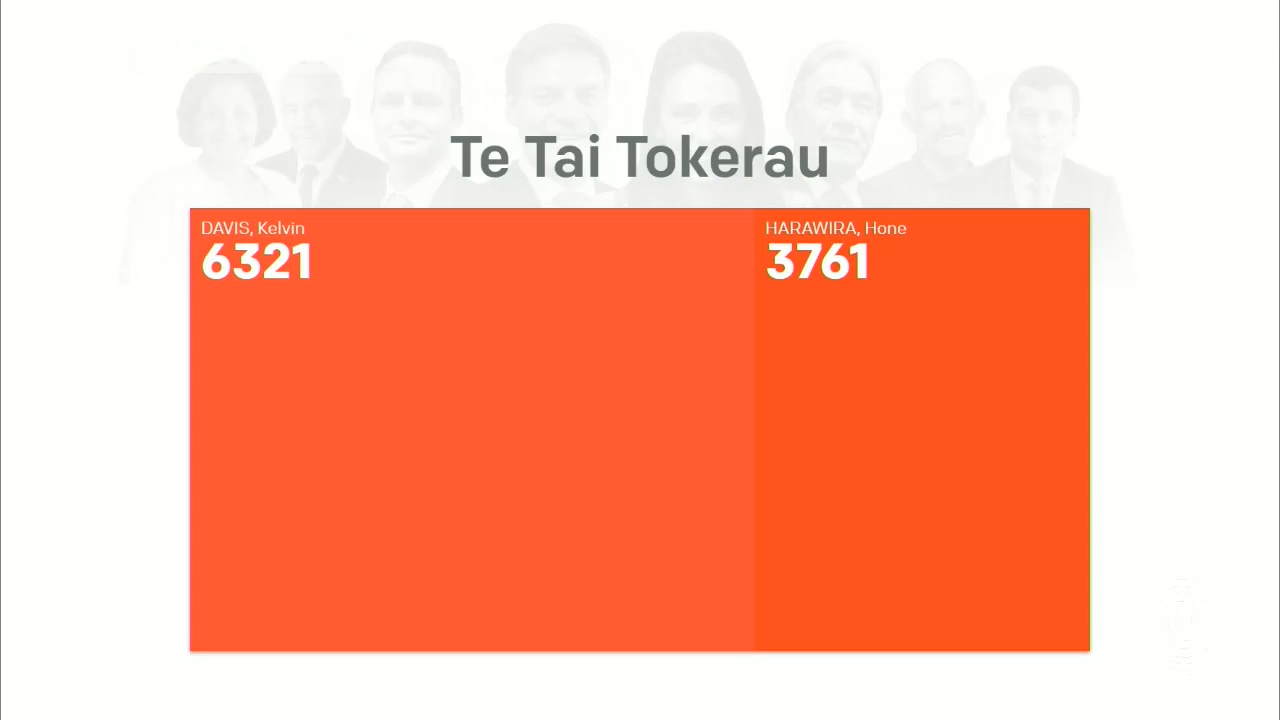 Te Tai Tokerau
DAVIS, Kelvin
6321
HARAWIRA, Hone
3761